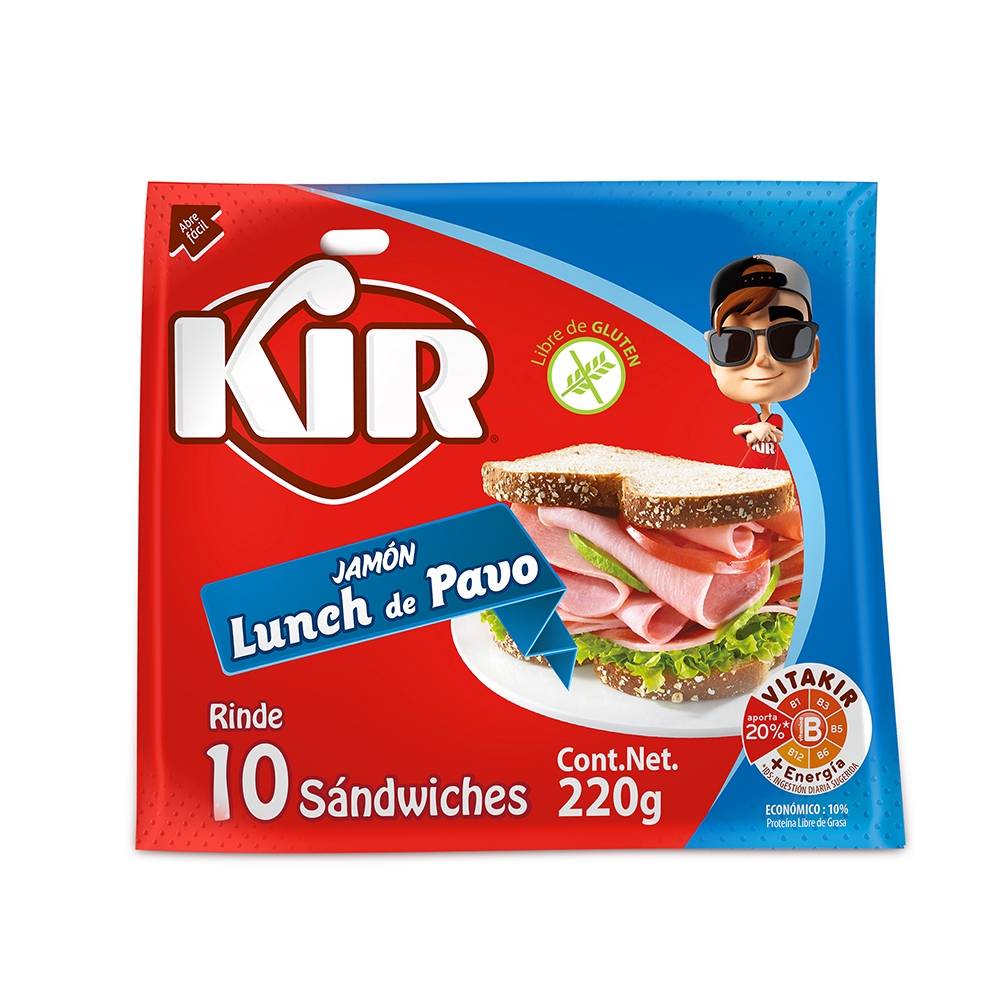 Abre
fácil
KIR
®
Libre de GLUTEN
KIR
JAMÓN
Lunch de Pavo
Rinde
10 Sándwiches
Cont.Net.
220g
VITAKIR
aporta
20%*
B1
B3
B5
B6
B12
vitaminas
B
+ Energía
*IDS: INGESTIÓN DIARIA SUGERIDA
ECONÓMICO : 10%
Proteína Libre de Grasa